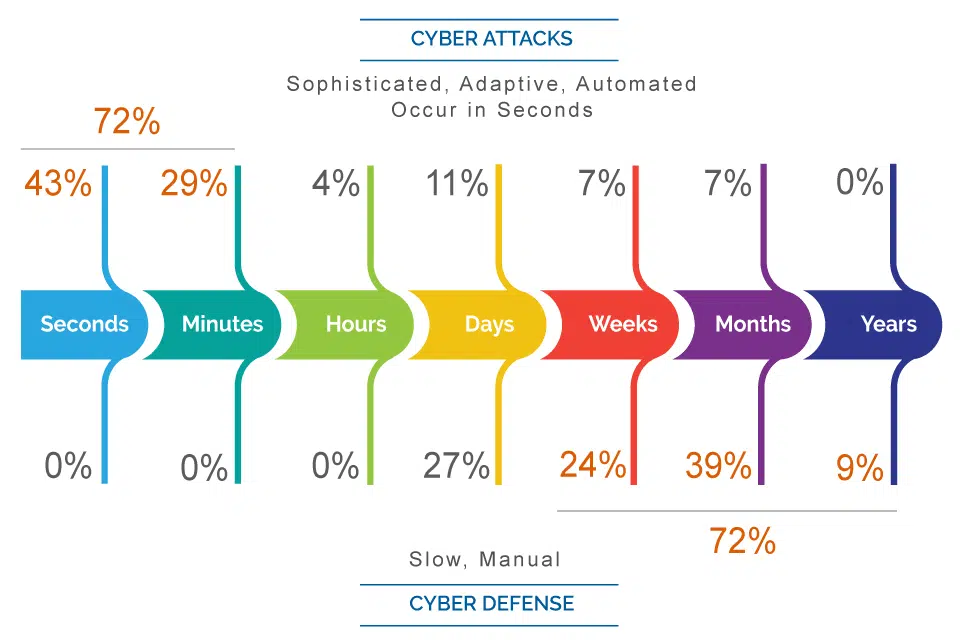 CYBER ATTACKS
Sophisticated, Adaptive, Automated
Occur in Seconds
72%
43% 29% 4% 11% 7% 7% 0%
Seconds Minutes Hours Days Weeks Months Years
0% 0% 0% 27% 24% 39% 9%
72%
Slow, Manual
CYBER DEFENSE